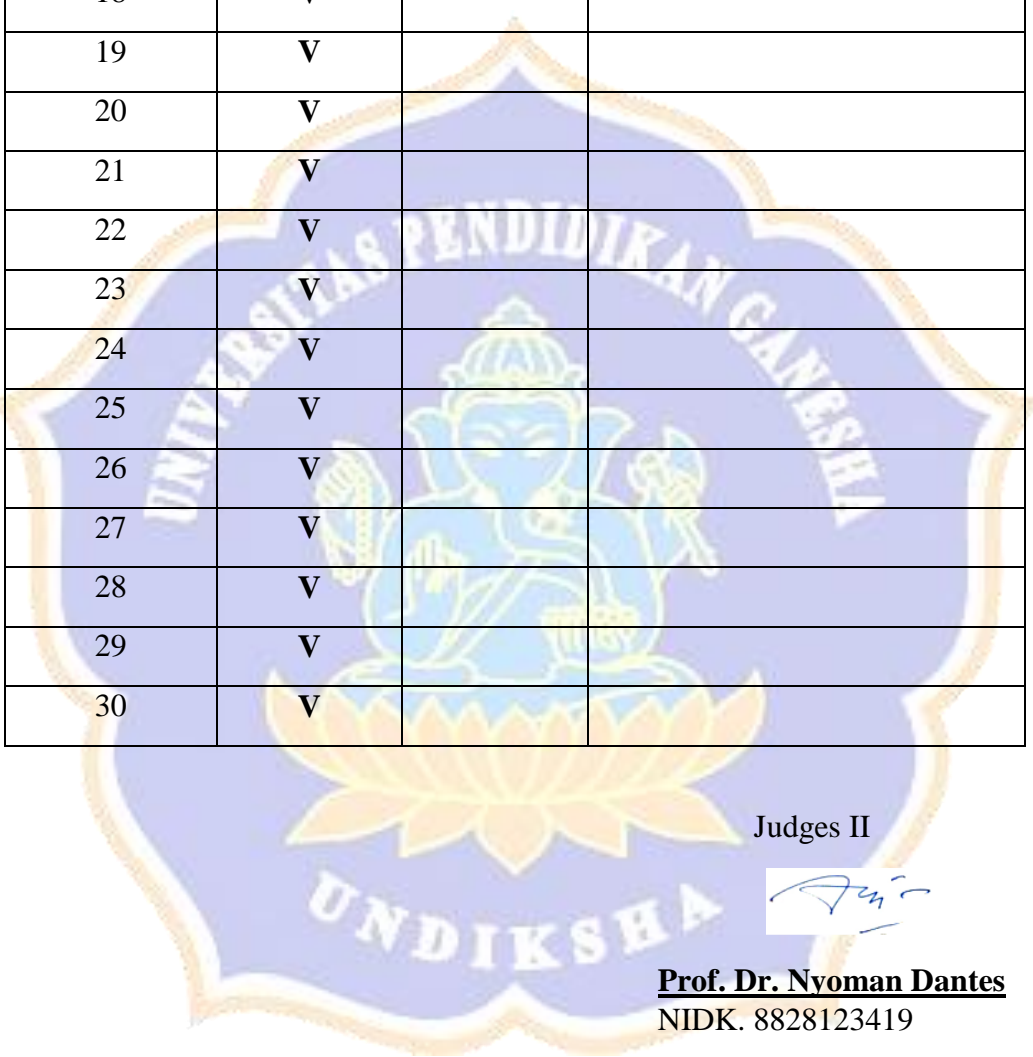 19 V
20 V
21 V
22 V
23 V
24 V
25 V
26 V
27 V
28 V
29 V
30 V
UNIVERSITAS PENDIDIKAN GANESHA
UNDIKSHA
Judges II
Prof. Dr. Nyoman Dantes
NIDK. 8828123419